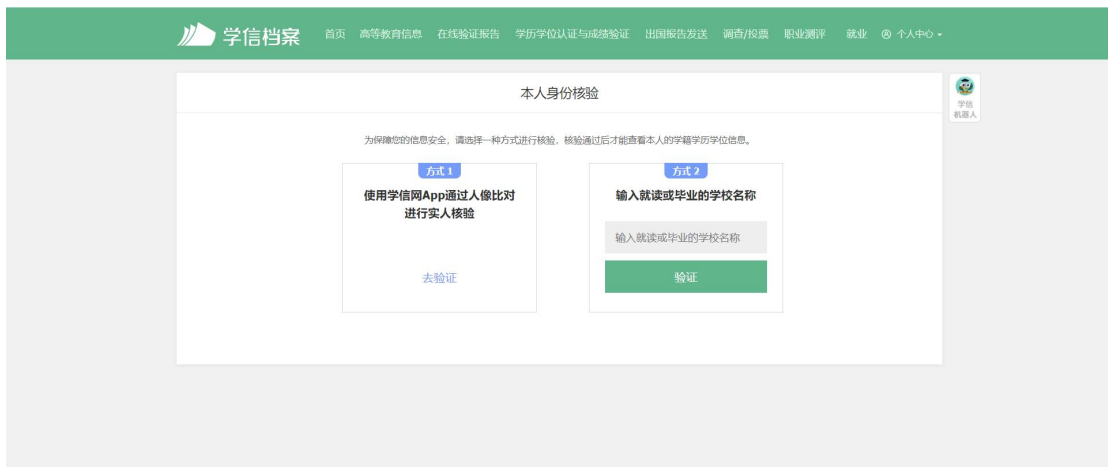 学信档案
首页 高等教育信息 在线验证报告 学历学位认证与成绩验证 出国报告发送 调查/投票 职业测评 就业 个人中心
本人身份核验
学信
机器人
为保障您的信息安全，请选择一种方式进行核验，核验通过后才能查看本人的学籍学历学位信息。
方式 1
使用学信网App通过人像比对
进行实人核验
去验证
方式 2
输入就读或毕业的学校名称
输入就读或毕业的学校名称
验证